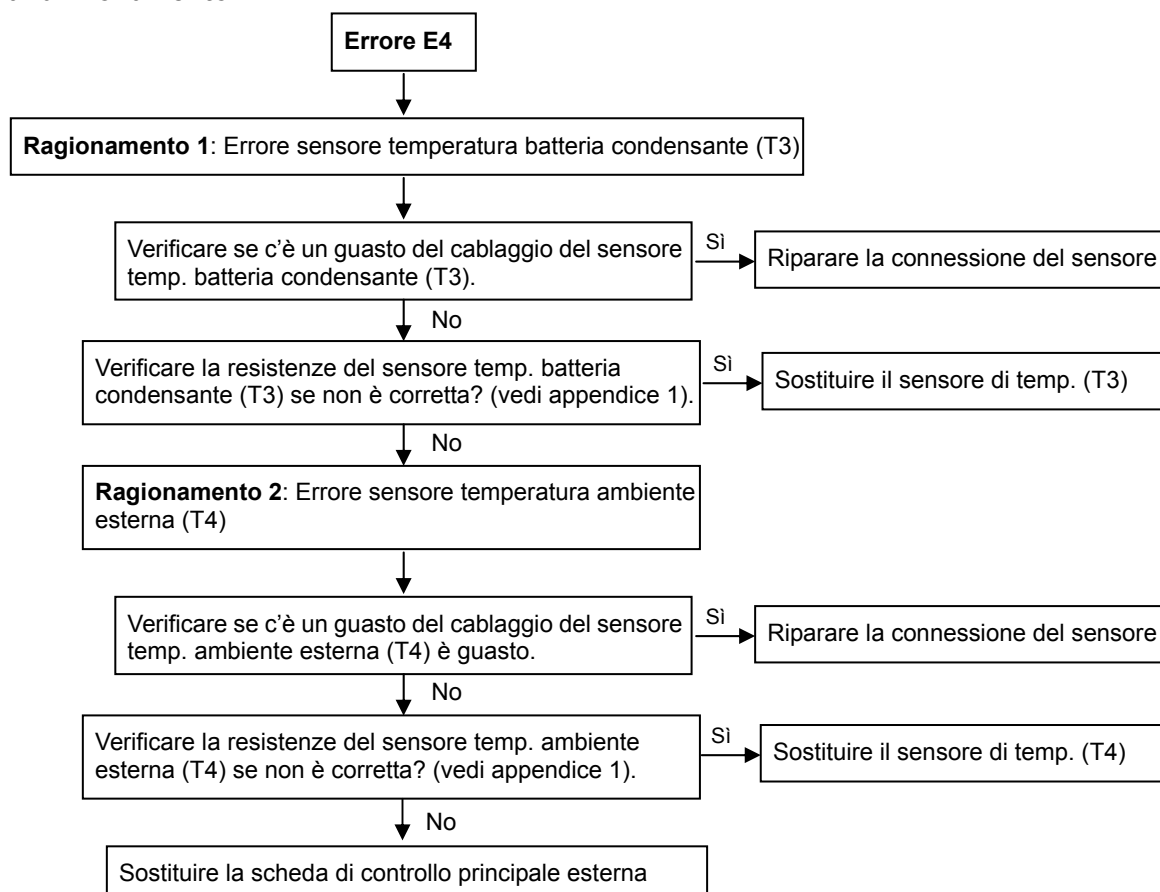 Errore E4
Ragionamento 1: Errore sensore temperatura batteria condensante (T3)
Verificare se c'è un guasto del cablaggio del sensore
temp. batteria condensante (T3).
Sì
Riparare la connessione del sensore
No
Verificare la resistenze del sensore temp. batteria
condensante (T3) se non è corretta? (vedi appendice 1).
Sì
Sostituire il sensore di temp. (T3)
No
Ragionamento 2: Errore sensore temperatura ambiente
esterna (T4)
Verificare se c'è un guasto del cablaggio del sensore
temp. ambiente esterna (T4) è guasto.
Sì
Riparare la connessione del sensore
No
Verificare la resistenze del sensore temp. ambiente
esterna (T4) se non è corretta? (vedi appendice 1).
Sì
Sostituire il sensore di temp. (T4)
No
Sostituire la scheda di controllo principale esterna